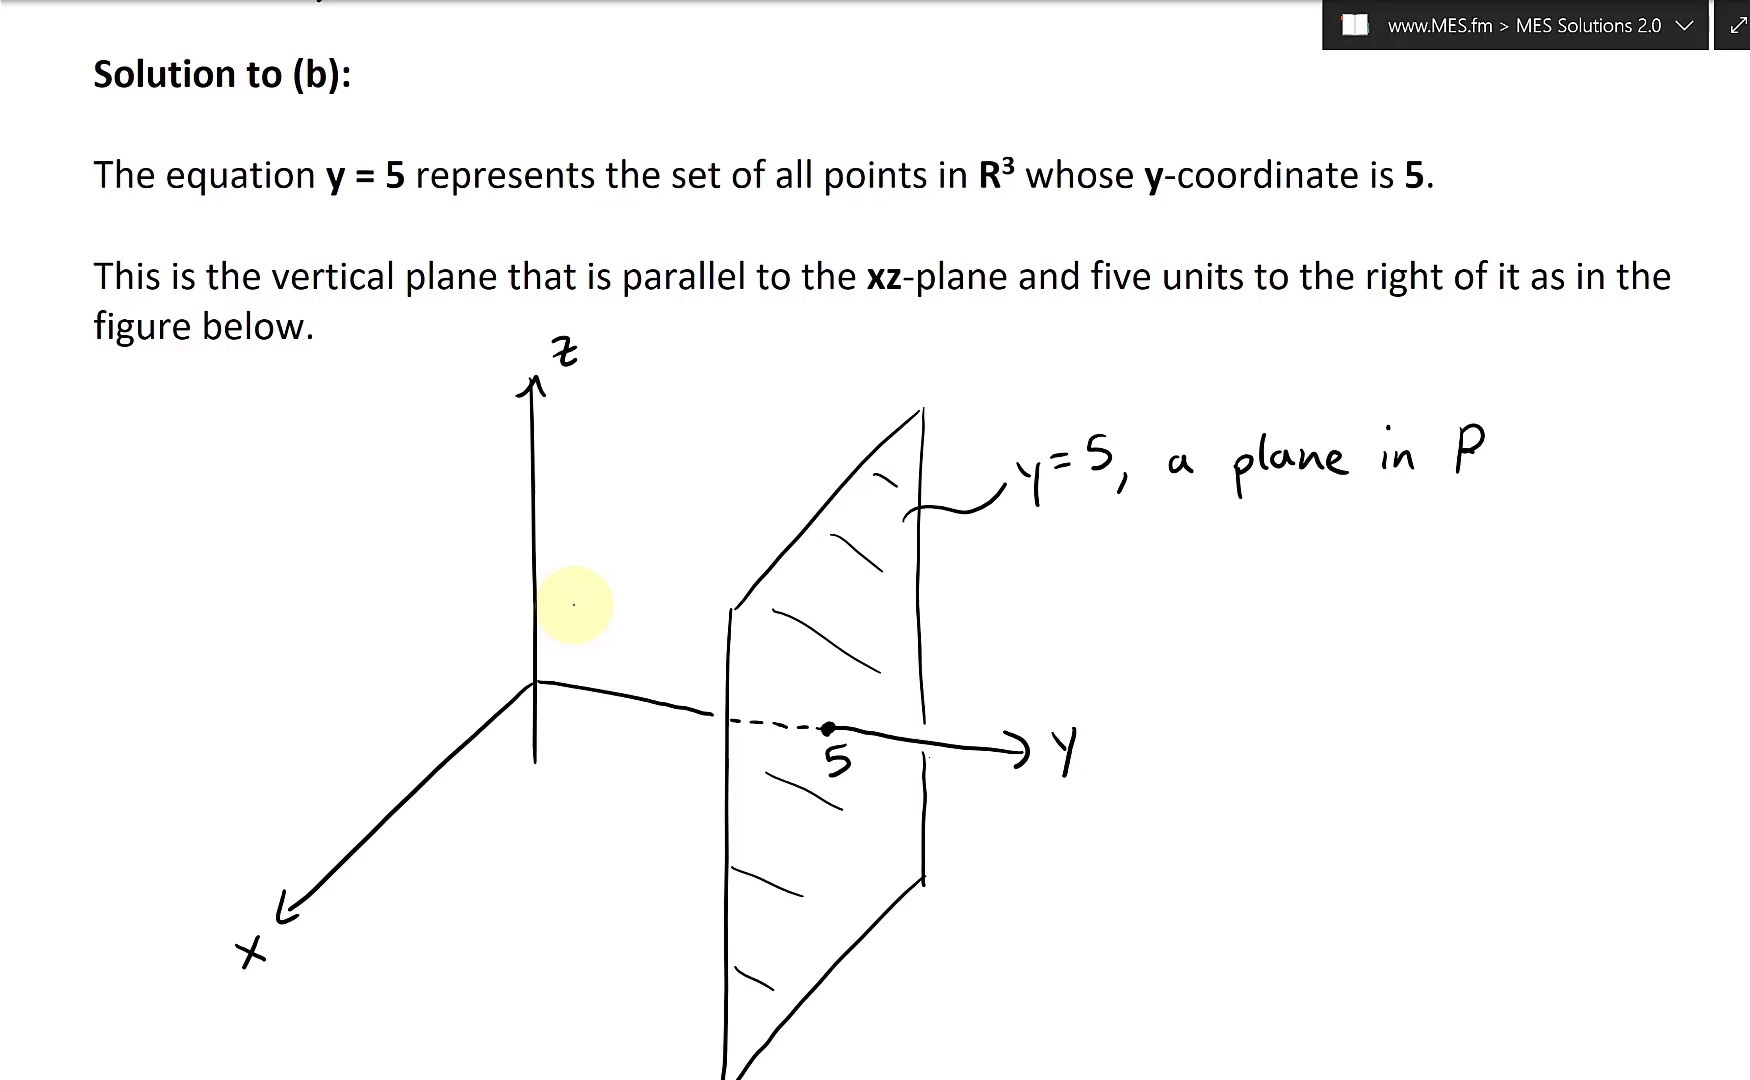 www.MES.fm > MES Solutions 2.0
Solution to (b):
The equation y = 5 represents the set of all points in R³ whose y-coordinate is 5.
This is the vertical plane that is parallel to the xz-plane and five units to the right of it as in the
figure below.
z
y=5, a plane in P
5
y
x